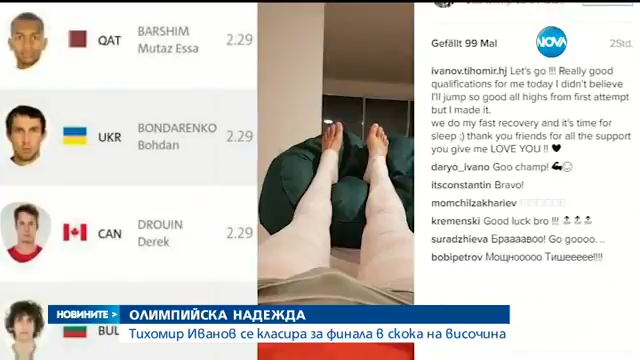 QAT
BARSHIM
Mutaz Essa
2.29
UKR
BONDARENKO
Bohdan
2.29
CAN
DROUIN
Derek
2.29
BUL
Gefällt 99 Mal
2Std.
NOVA
ivanov.tihomir.hj Let's go !!! Really good
qualifications for me today I didn't believe
I'll jump so good all highs from first attempt
but I made it.
we do my fast recovery and it's time for
sleep :) thank you friends for all the support
you give me LOVE YOU !! ♥
daryo_ivano Goo champ!
itsconstantin Bravo!
momchilzakhariev
kremenski Good luck bro !!!
suradzhieva Браааавоо! Go goooo. ..
bobipetrov Мощнооооо Тишеееее!!!!
НОВИНИТЕ
ОЛИМПИЙСКА НАДЕЖДА
Тихомир Иванов се класира за финала в скока на височина